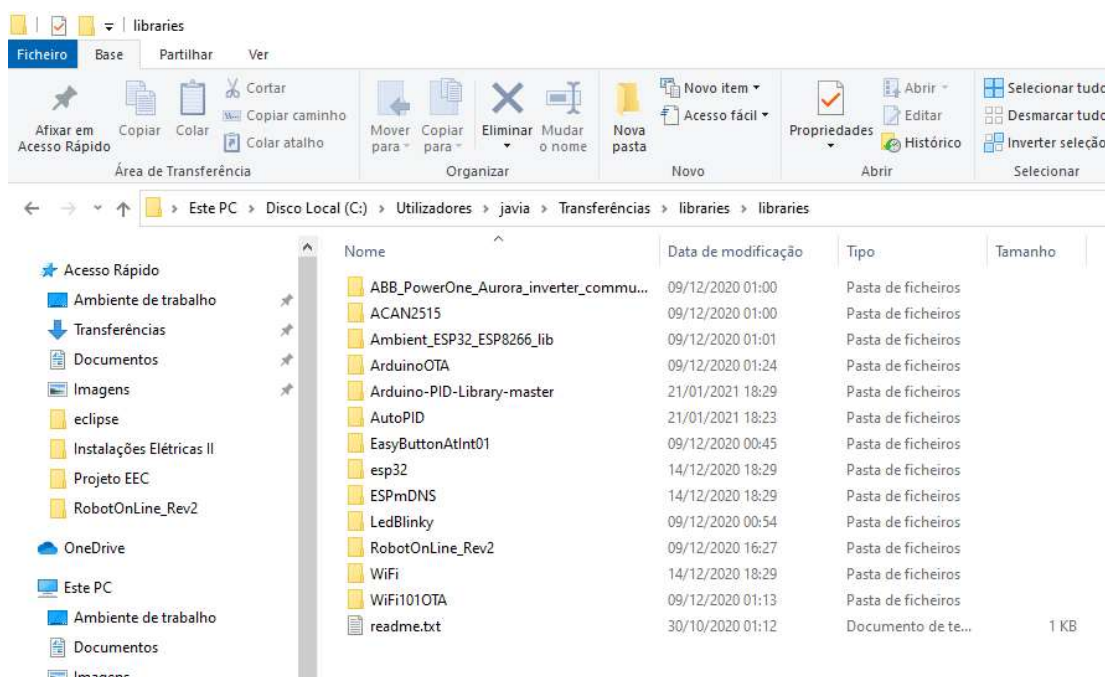 libraries
Ficheiro Base Partilhar Ver
Afixar em Acesso Rápido
Copiar
Colar
Cortar
Copiar caminho
Colar atalho
Área de Transferência
Mover para
Copiar para
Eliminar
Mudar o nome
Organizar
Nova pasta
Novo item
Acesso fácil
Novo
Propriedades
Abrir
Editar
Histórico
Abrir
Selecionar tudo
Desmarcar tudo
Inverter seleção
Selecionar
Este PC > Disco Local (C:) > Utilizadores > javia > Transferências > libraries > libraries
Acesso Rápido
Ambiente de trabalho
Transferências
Documentos
Imagens
eclipse
Instalações Elétricas II
Projeto EEC
RobotOnLine_Rev2
OneDrive
Este PC
Ambiente de trabalho
Documentos
Imagens
Nome Data de modificação Tipo Tamanho
ABB_PowerOne_Aurora_inverter_commu... 09/12/2020 01:00 Pasta de ficheiros
ACAN2515 09/12/2020 01:00 Pasta de ficheiros
Ambient_ESP32_ESP8266_lib 09/12/2020 01:01 Pasta de ficheiros
ArduinoOTA 09/12/2020 01:24 Pasta de ficheiros
Arduino-PID-Library-master 21/01/2021 18:29 Pasta de ficheiros
AutoPID 21/01/2021 18:23 Pasta de ficheiros
EasyButtonAtInt01 09/12/2020 00:45 Pasta de ficheiros
esp32 14/12/2020 18:29 Pasta de ficheiros
ESPmDNS 14/12/2020 18:29 Pasta de ficheiros
LedBlinky 09/12/2020 00:54 Pasta de ficheiros
RobotOnLine_Rev2 09/12/2020 16:27 Pasta de ficheiros
WiFi 14/12/2020 18:29 Pasta de ficheiros
WiFi101OTA 09/12/2020 01:13 Pasta de ficheiros
readme.txt 30/10/2020 01:12 Documento de te... 1 KB